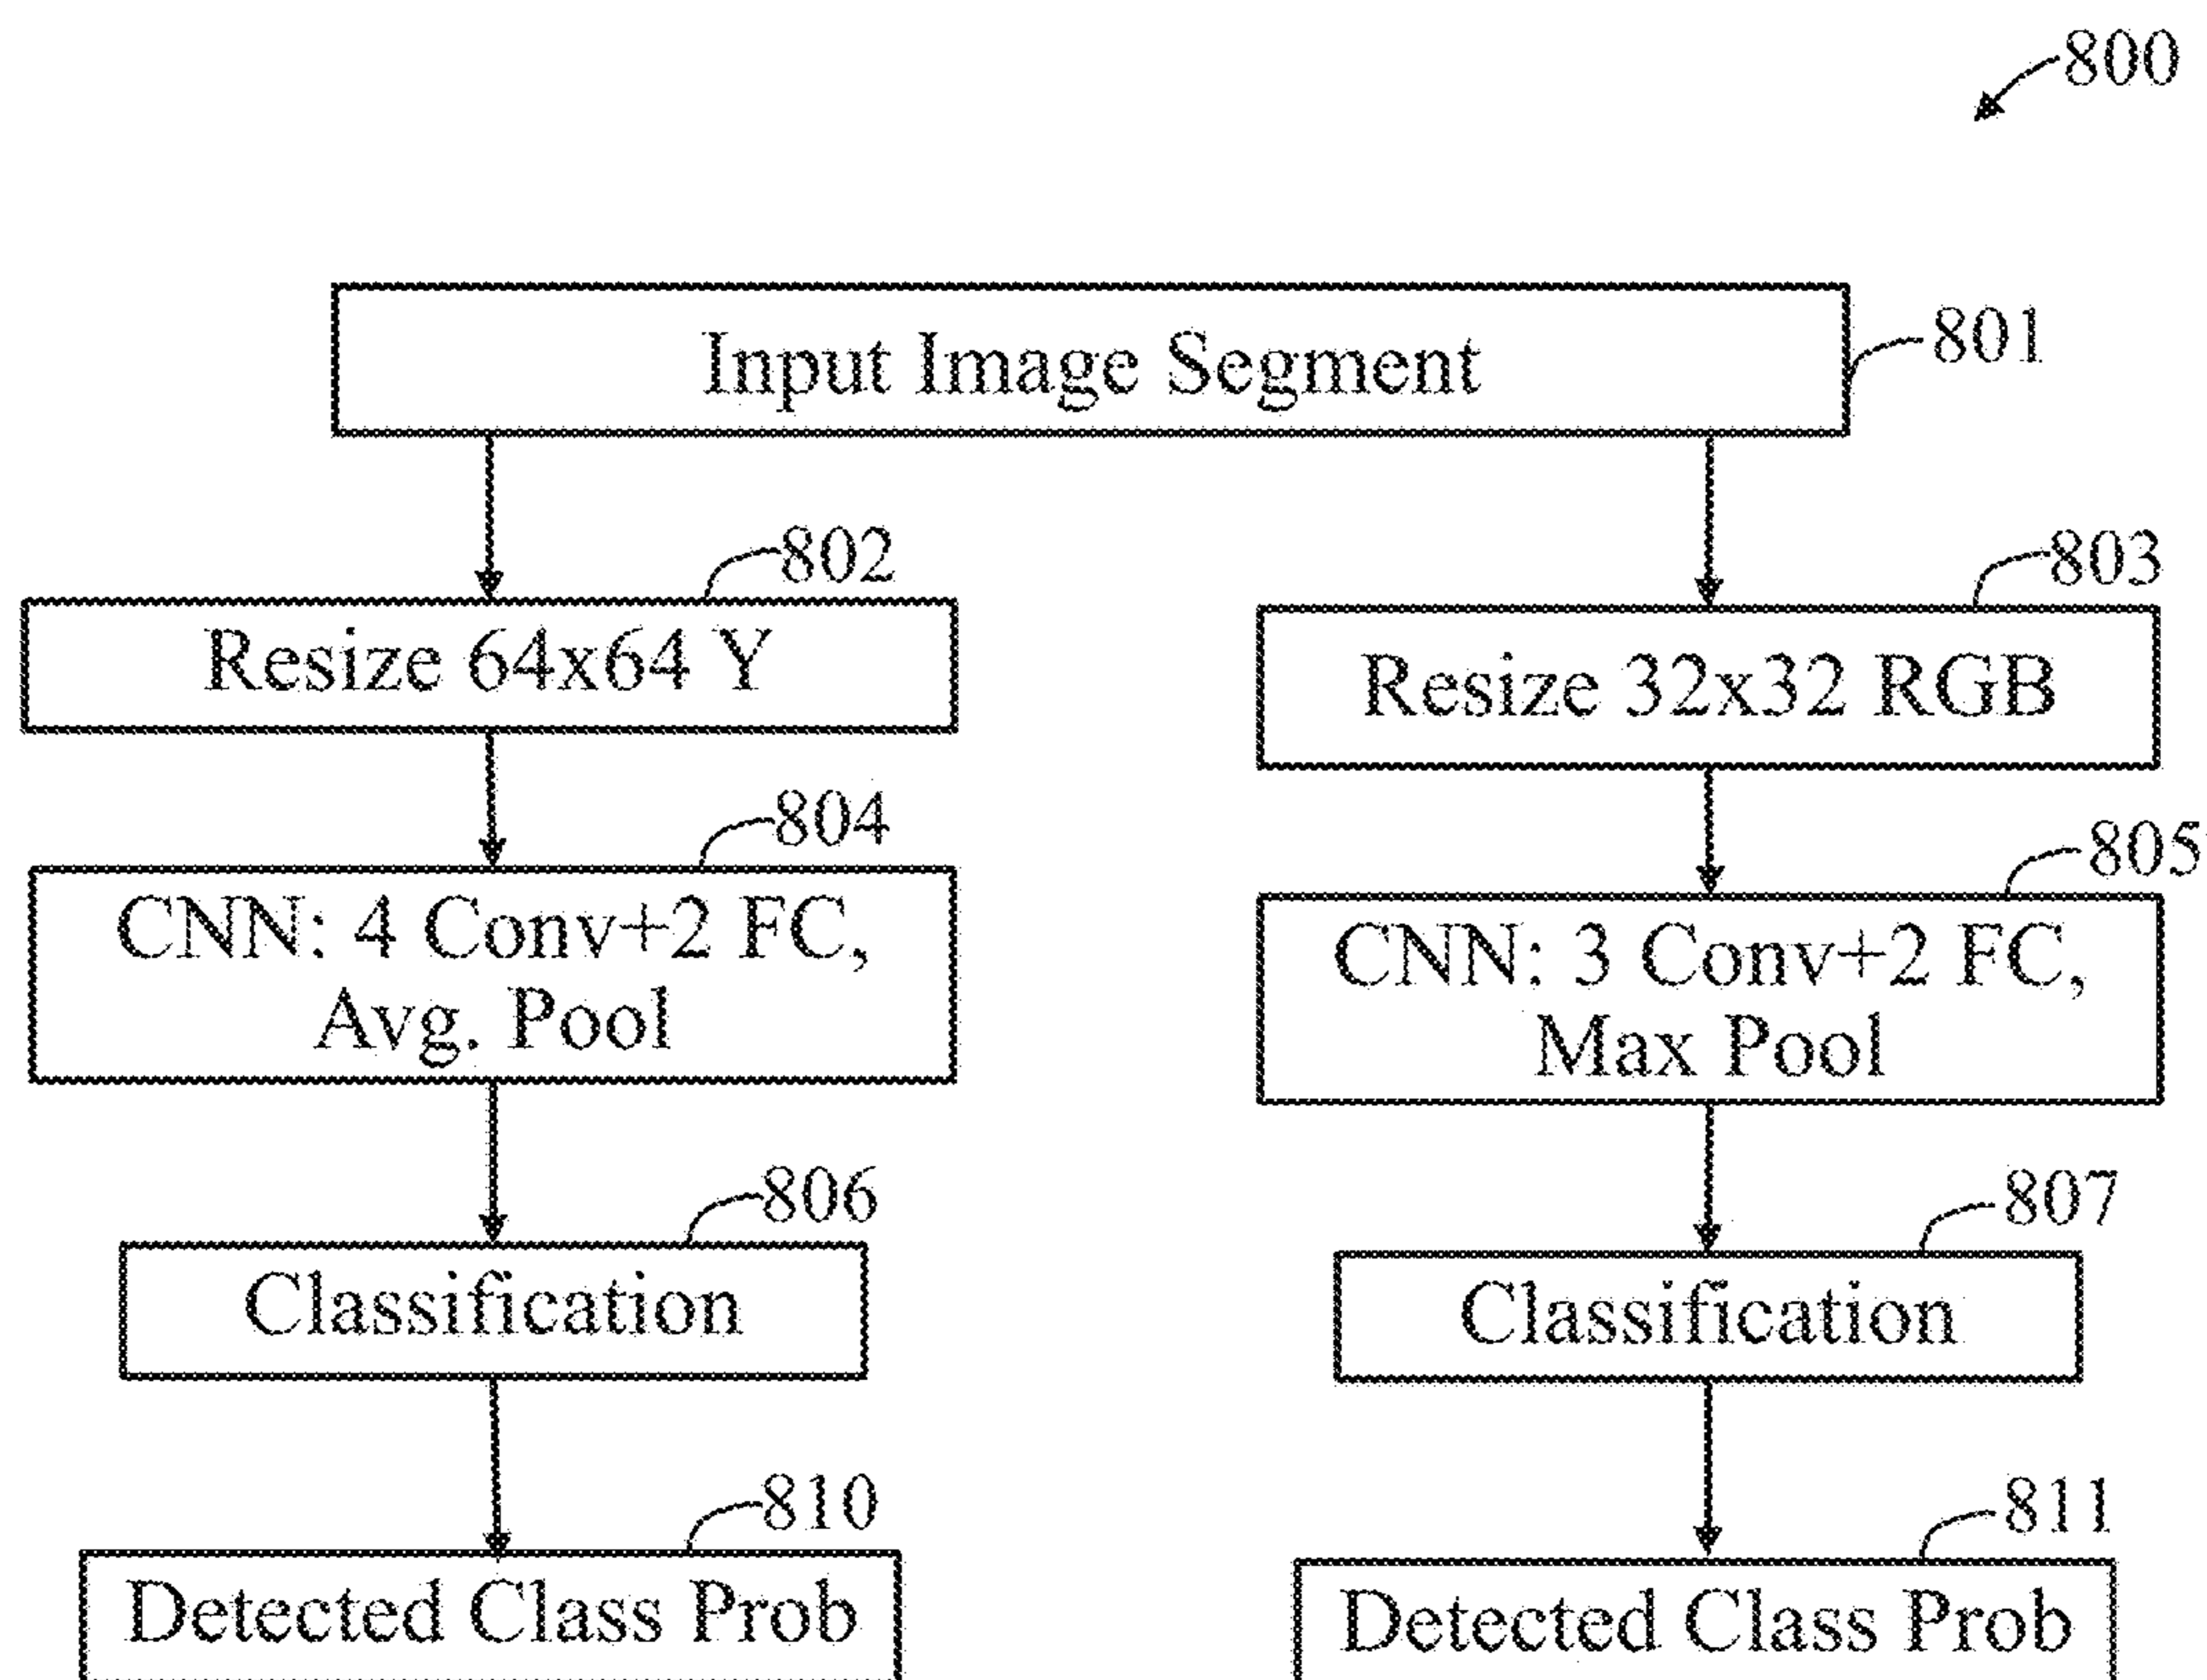 800
Input Image Segment
801
802
803
Resize 64x64 Y
Resize 32x32 RGB
804
805
CNN: 4 Conv+2 FC,
Avg. Pool
CNN: 3 Conv+2 FC,
Max Pool
806
807
Classification
Classification
810
811
Detected Class Prob
Detected Class Prob